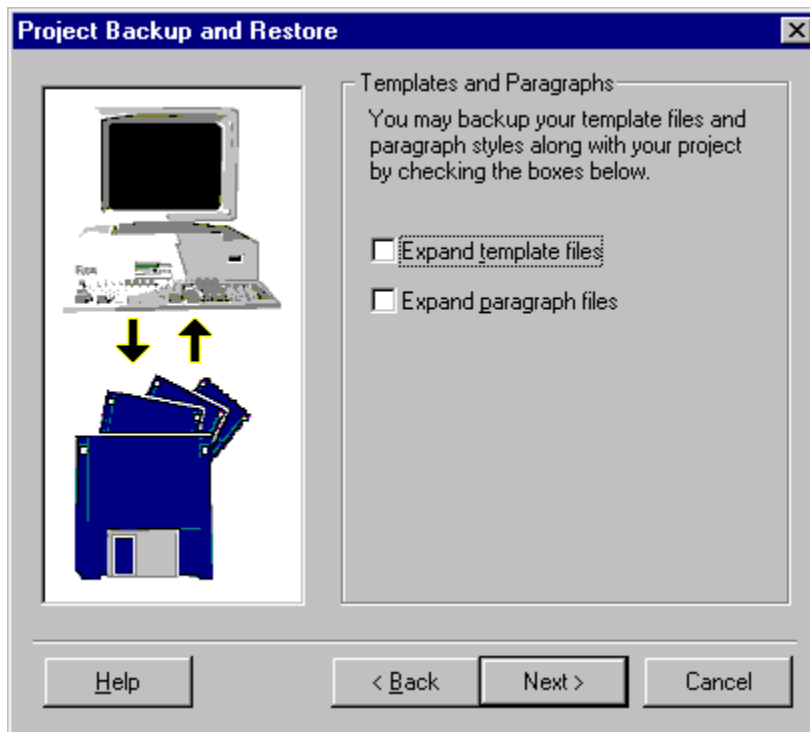 Project Backup and Restore
Templates and Paragraphs
You may backup your template files and
paragraph styles along with your project
by checking the boxes below.
Expand template files
Expand paragraph files
Help
< Back
Next >
Cancel